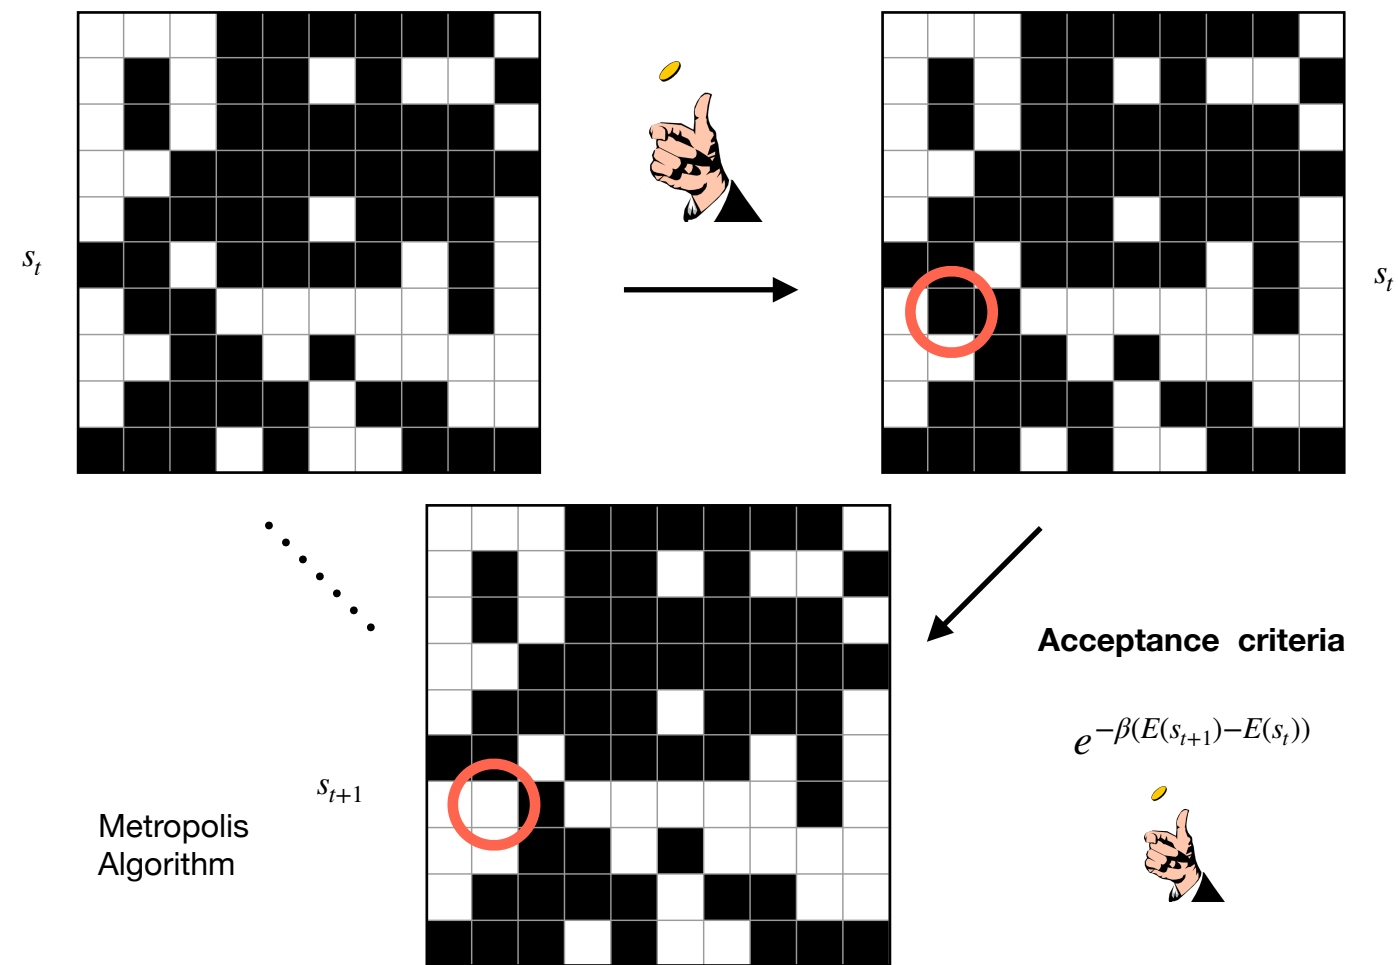 s_t
s_t
Acceptance criteria
e^{-β(E(s_{t+1})−E(s_t))}
s_{t+1}
Metropolis
Algorithm